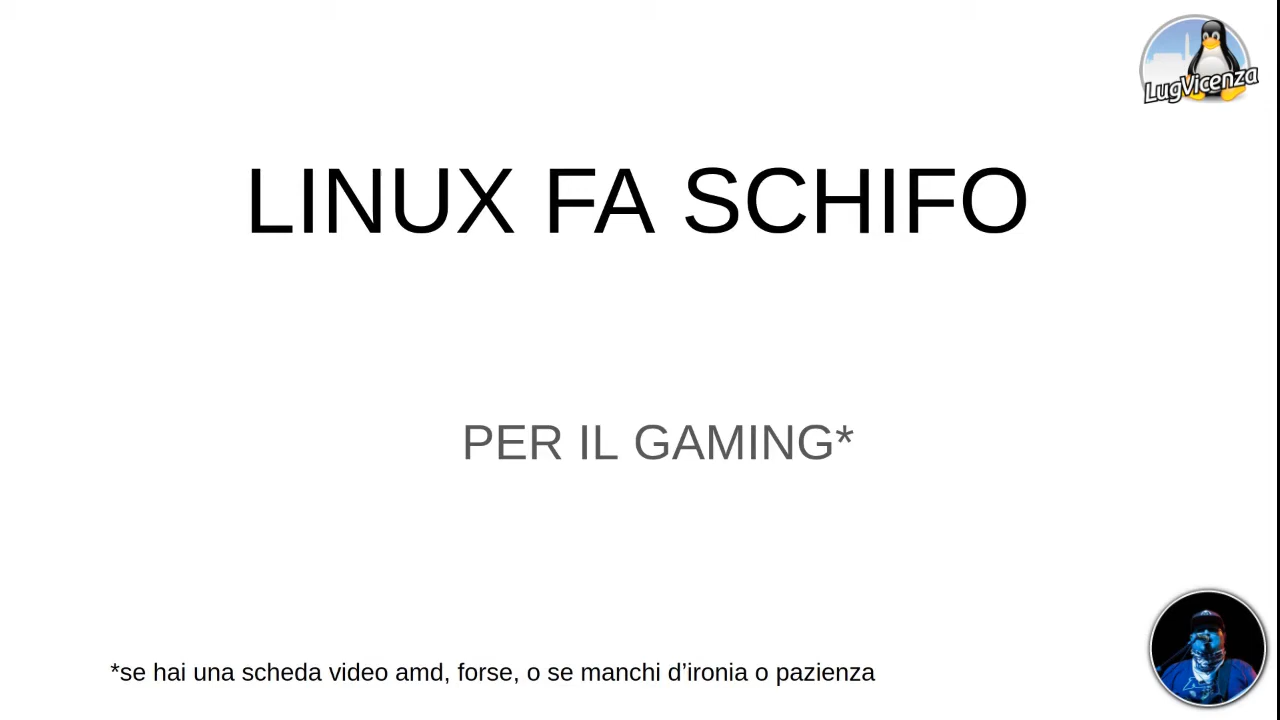 LugVicenza
LINUX FA SCHIFO
PER IL GAMING*
*se hai una scheda video amd, forse, o se manchi d’ironia o pazienza